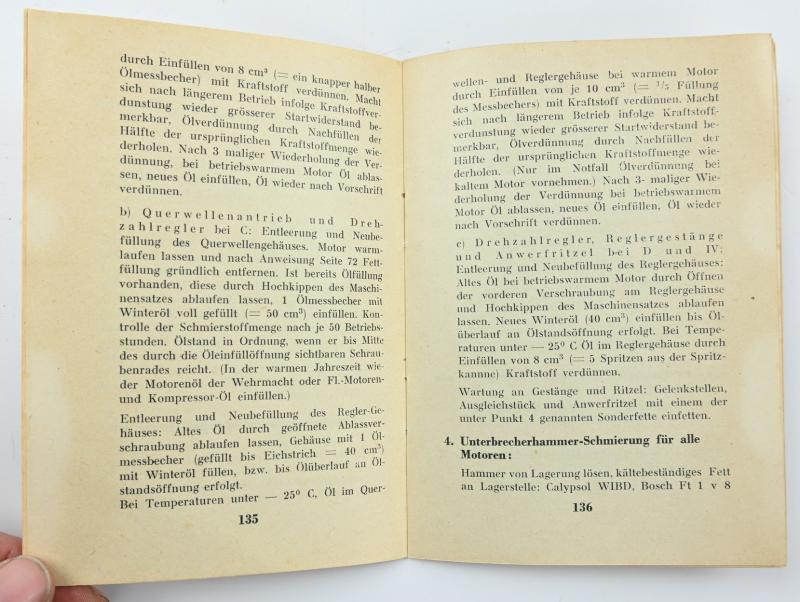 durch Einfüllen von 8 cm³ (= ein knapper halber
Ölmessbecher) mit Kraftstoff verdünnen. Macht
sich nach längerem Betrieb infolge Kraftstoffver-
dunstung wieder grösserer Startwiderstand be-
merkbar, Ölverdünnung durch Nachfüllen der
Hälfte der ursprünglichen Kraftstoffmenge wie-
derholen. Nach 3 maliger Wiederholung der Ver-
dünnung, bei betriebswarmem Motor Öl ablas-
sen, neues Öl einfüllen, Öl wieder nach Vorschrift
verdünnen.
b) Querwellenantrieb und Dreh-
zahlregler bei C: Entleerung und Neube-
füllung des Querwellengehäuses. Motor warm-
laufen lassen und nach Anweisung Seite 72 Fett-
füllung gründlich entfernen. Ist bereits Ölfüllung
vorhanden, diese durch Hochkippen des Maschi-
nensatzes ablaufen lassen, 1 Ölmessbecher mit
Winteröl voll gefüllt (= 50 cm³) einfüllen. Kon-
trolle der Schmierstoffmenge nach je 50 Betriebs-
stunden. Ölstand in Ordnung, wenn er bis Mitte
des durch die Öleinfüllöffnung sichtbaren Schrau-
benrades reicht. (In der warmen Jahreszeit wie-
der Motorenöl der Wehrmacht oder Fl.-Motoren-
und Kompressor-Öl einfüllen.)
Entleerung und Neubefüllung des Regler-Ge-
häuses: Altes Öl durch geöffnete Ablassver-
schraubung ablaufen lassen, Gehäuse mit 1 Öl-
messbecher (gefüllt bis Eichstrich = 40 cm³)
mit Winteröl füllen, bzw. bis Ölüberlauf an Öl-
standsöffnung erfolgt.
Bei Temperaturen unter — 25⁰ C, Öl im Quer-
135
wellen- und Reglergehäuse bei warmem Motor
durch Einfüllen von je 10 cm³ (= ¹/₅ Füllung
des Messbechers) mit Kraftstoff verdünnen. Macht
sich nach längerem Betrieb infolge Kraftstoff-
verdunstung wieder grösserer Startwiderstand be-
merkbar, Ölverdünnung durch Nachfüllen der
Hälfte der ursprünglichen Kraftstoffmenge wie-
derholen. (Nur im Notfall Ölverdünnung bei
kaltem Motor vornehmen.) Nach 3- maliger Wie-
derholung der Verdünnung bei betriebswarmem
Motor Öl ablassen, neues Öl einfüllen, Öl wieder
nach Vorschrift verdünnen.
c) Drehzahlregler, Reglergestänge
und Anwerfritzel bei D und IV:
Entleerung und Neubefüllung des Reglergehäuses:
Altes Öl bei betriebswarmem Motor durch Öffnen
der vorderen Verschraubung am Reglergehäuse
und Hochkippen des Maschinensatzes ablaufen
lassen. Neues Winteröl (40 cm³) einfüllen bis Öl-
überlauf an Ölstandsöffnung erfolgt. Bei Tempe-
raturen unter — 25⁰ C Öl im Reglergehäuse durch
Einfüllen von 8 cm³ (= 5 Spritzen aus der Spritz-
kannne) Kraftstoff verdünnen.
Wartung an Gestänge und Ritzel: Gelenkstellen,
Ausgleichstück und Anwerfritzel mit einem der
unter Punkt 4 genannten Sonderfette einfetten.
4. Unterbrecherhammer-Schmierung für alle
Motoren:
Hammer von Lagerung lösen, kältebeständiges Fett
an Lagerstelle: Calypsol WIBD, Bosch Ft 1 v 8
136